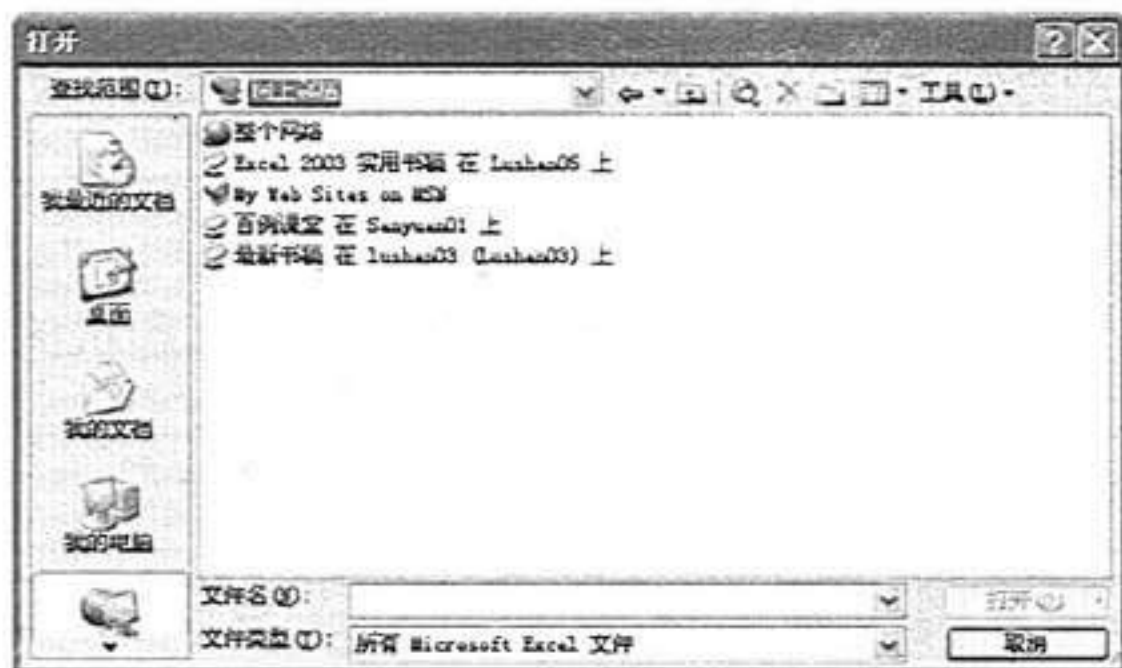 打开
查找范围(I):
工具(L)
整个网络
Excel 2003 实用书稿 在 Lushan05 上
My Web Sites on MSN
百例课堂 在 Sanyuan01 上
最新书稿 在 lushan03 (Lushan03) 上
我最近的文档
桌面
我的文档
我的电脑
文件名(N):
打开(O)
文件类型(T): 所有 Microsoft Excel 文件
取消